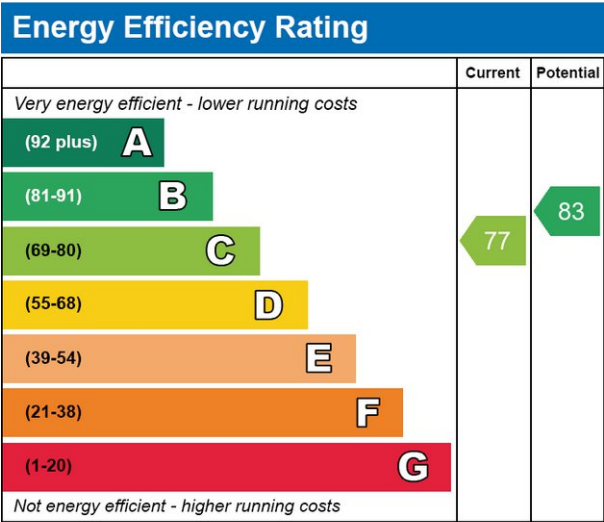 Energy Efficiency Rating
Current Potential
Very energy efficient - lower running costs
(92 plus) A
(81-91) B
83
(69-80) C
77
(55-68) D
(39-54) E
(21-38) F
(1-20) G
Not energy efficient - higher running costs